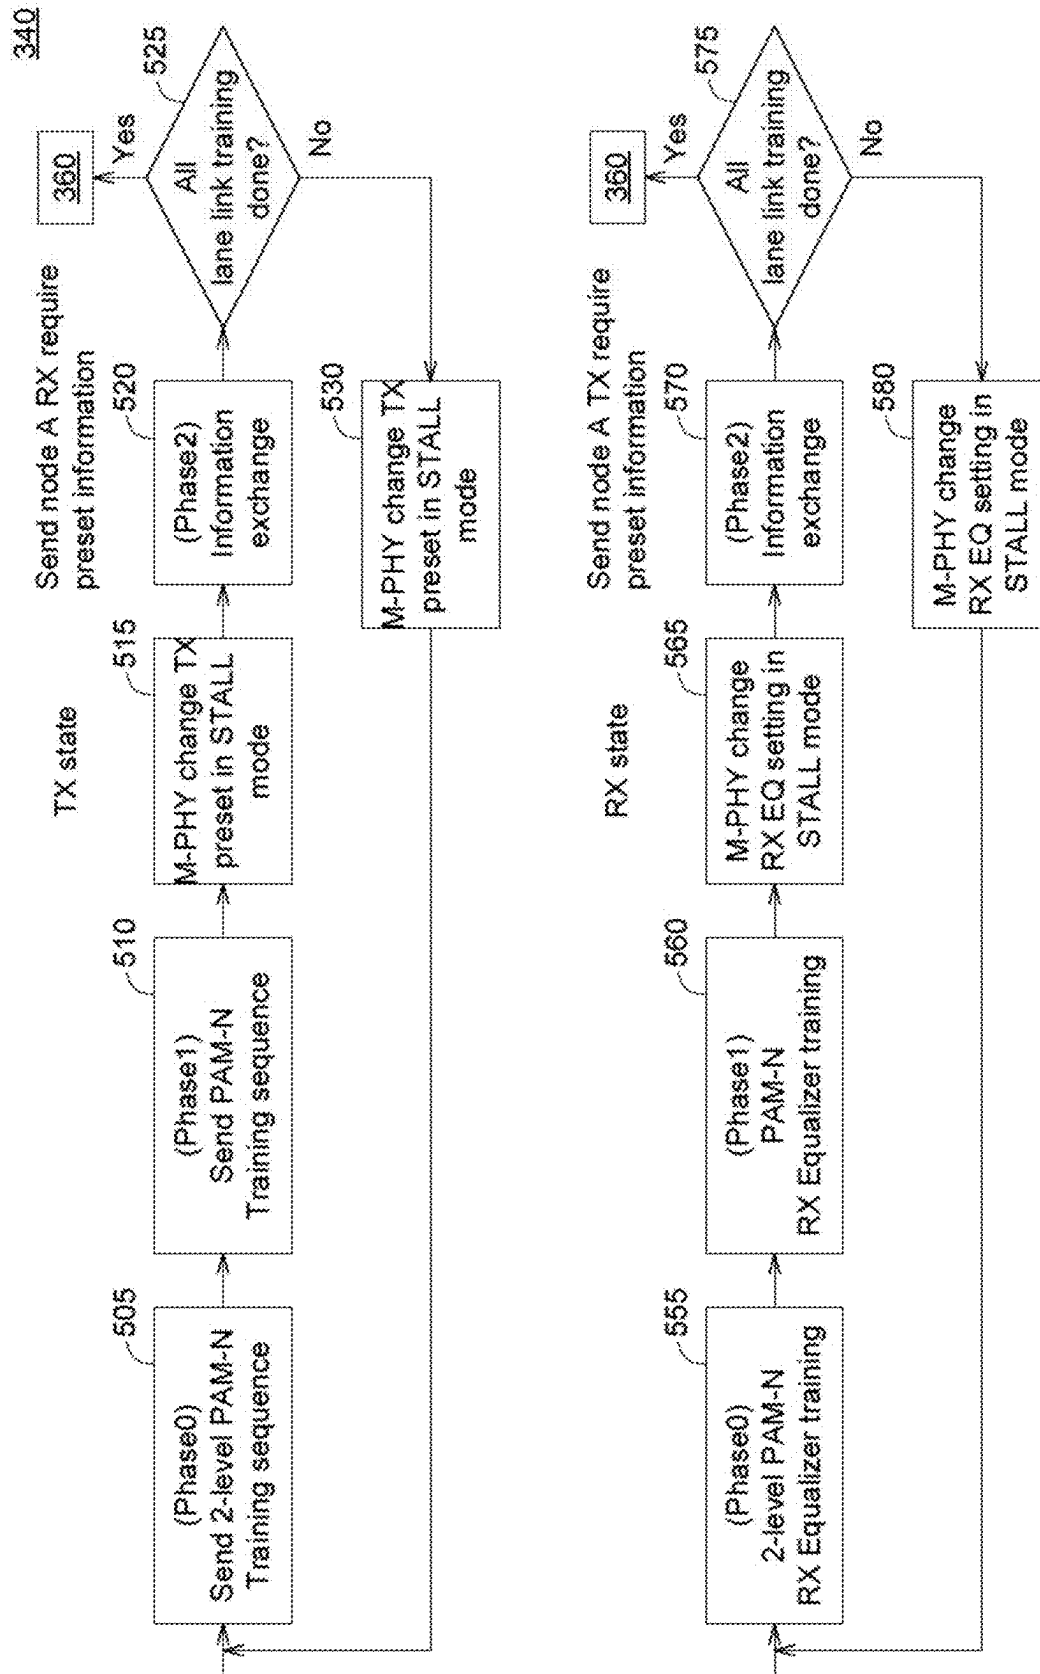 340
TX state
(Phase0)
Send 2-level PAM-N
Training sequence
505
(Phase1)
Send PAM-N
Training sequence
510
M-PHY change TX
preset in STALL
mode
515
Send node A RX require
preset information
(Phase2)
Information
exchange
520
All
lane link training
done?
525
Yes
360
No
M-PHY change TX
preset in STALL
mode
530
RX state
(Phase0)
2-level PAM-N
RX Equalizer training
555
(Phase1)
PAM-N
RX Equalizer training
560
M-PHY change
RX EQ setting in
STALL mode
565
Send node A TX require
preset information
(Phase2)
Information
exchange
570
All
lane link training
done?
575
Yes
360
No
M-PHY change
RX EQ setting in
STALL mode
580